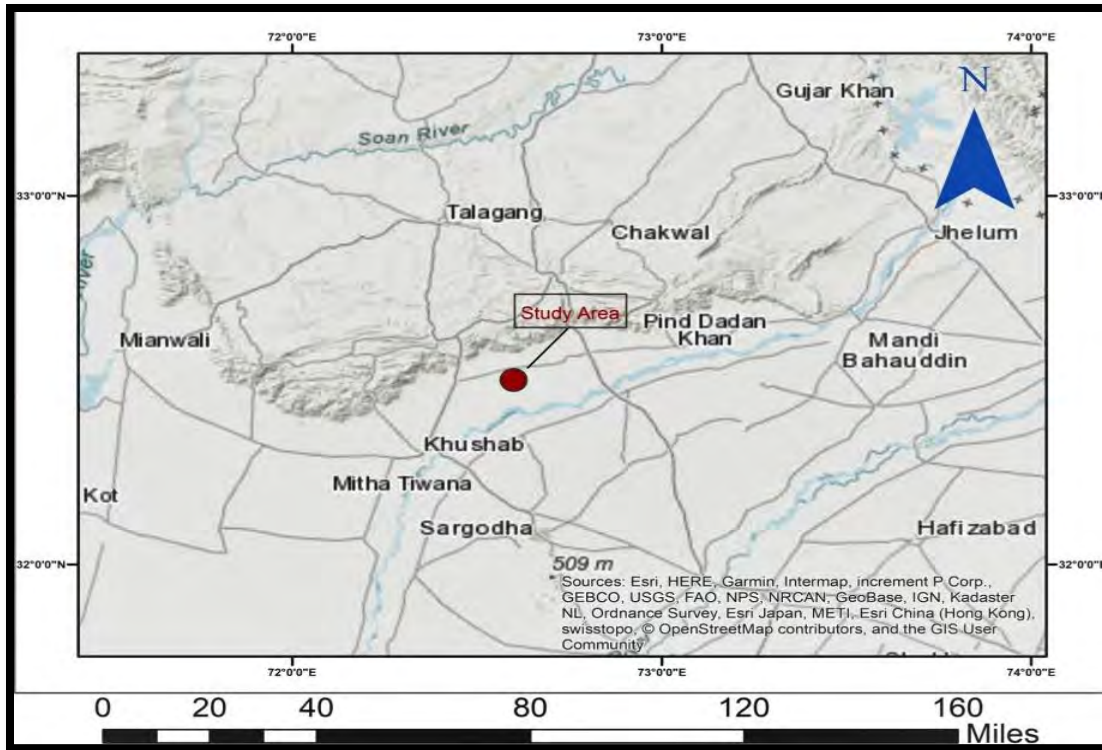 72°0'0"E
73°0'0"E
74°0'0"E
N
Gujar Khan
Soan River
33°0'0"N
33°0'0"N
Talagang
Chakwal
Jhelum
River
Study Area
Pind Dadan
Khan
Mianwali
Mandi
Bahauddin
Khushab
Mitha Tiwana
Kot
Sargodha
Hafizabad
509 m
32°0'0"N
32°0'0"N
Sources: Esri, HERE, Garmin, Intermap, increment P Corp.,
GEBCO, USGS, FAO, NPS, NRCAN, GeoBase, IGN, Kadaster
NL, Ordnance Survey, Esri Japan, METI, Esri China (Hong Kong),
swisstopo, © OpenStreetMap contributors, and the GIS User
Community
72°0'0"E
73°0'0"E
74°0'0"E
0 20 40 80 120 160
Miles